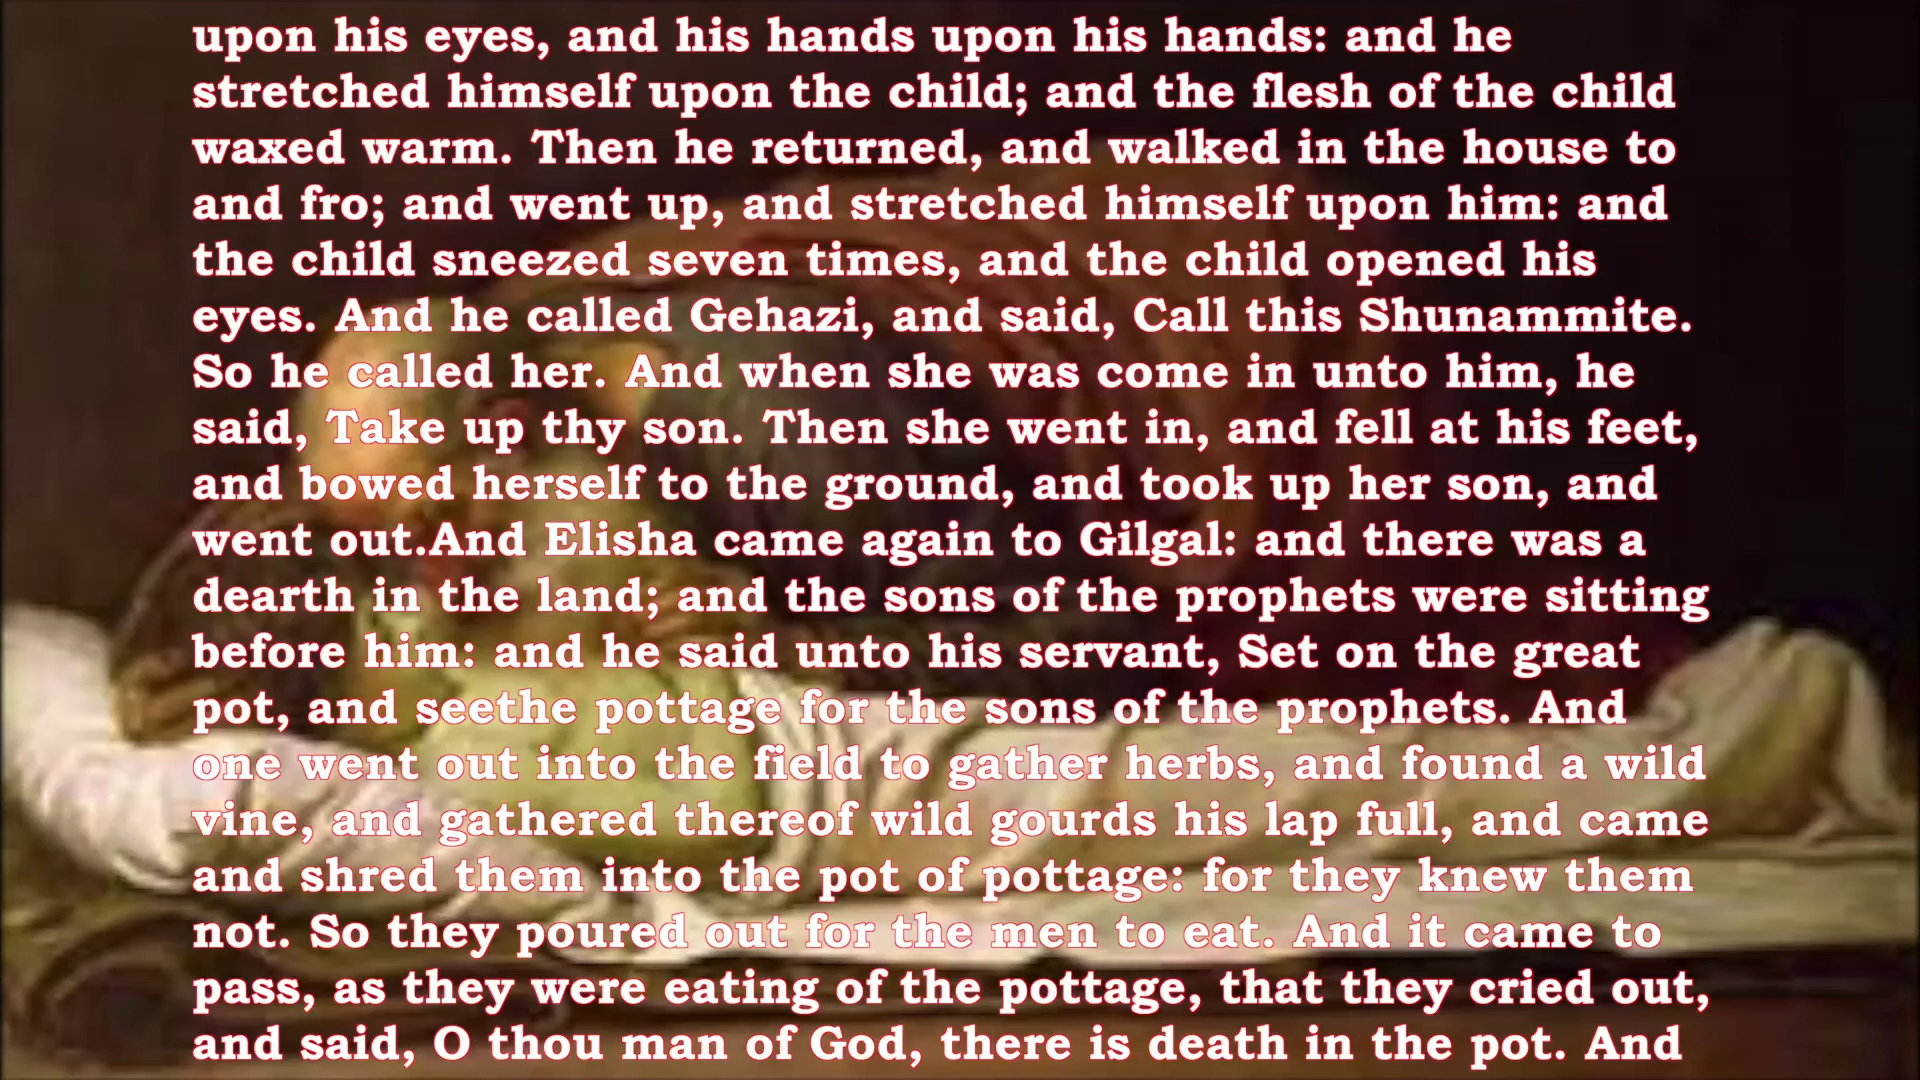 upon his eyes, and his hands upon his hands: and he
stretched himself upon the child; and the flesh of the child
waxed warm. Then he returned, and walked in the house to
and fro; and went up, and stretched himself upon him: and
the child sneezed seven times, and the child opened his
eyes. And he called Gehazi, and said, Call this Shunammite.
So he called her. And when she was come in unto him, he
said, Take up thy son. Then she went in, and fell at his feet,
and bowed herself to the ground, and took up her son, and
went out.And Elisha came again to Gilgal: and there was a
dearth in the land; and the sons of the prophets were sitting
before him: and he said unto his servant, Set on the great
pot, and seethe pottage for the sons of the prophets. And
one went out into the field to gather herbs, and found a wild
vine, and gathered thereof wild gourds his lap full, and came
and shred them into the pot of pottage: for they knew them
not. So they poured out for the men to eat. And it came to
pass, as they were eating of the pottage, that they cried out,
and said, O thou man of God, there is death in the pot. And